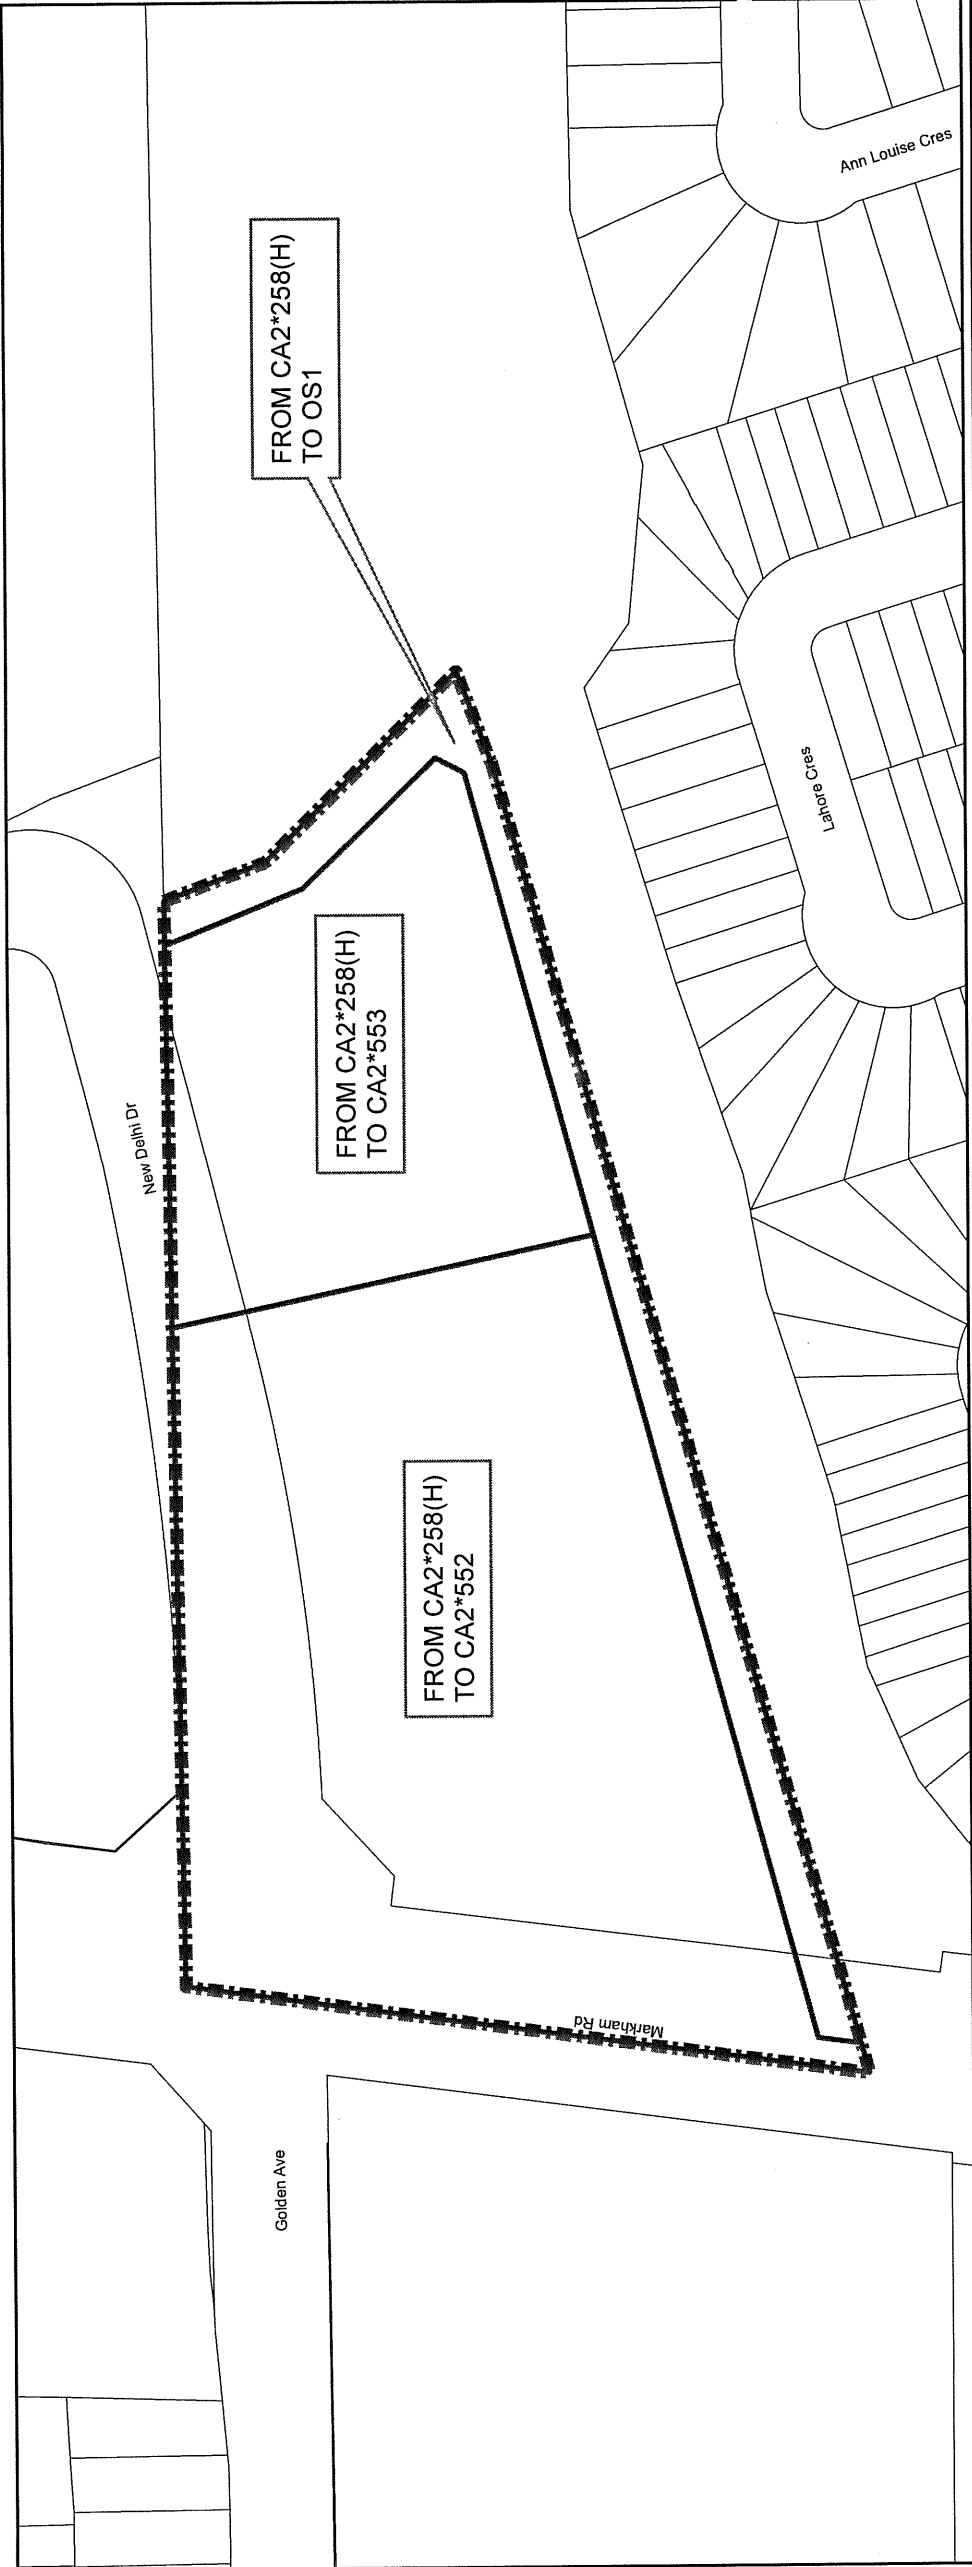 Golden Ave
Markham Rd
New Delhi Dr
FROM CA2*258(H)
TO CA2*552
FROM CA2*258(H)
TO CA2*553
FROM CA2*258(H)
TO OS1
Lahore Cres
Ann Louise Cres